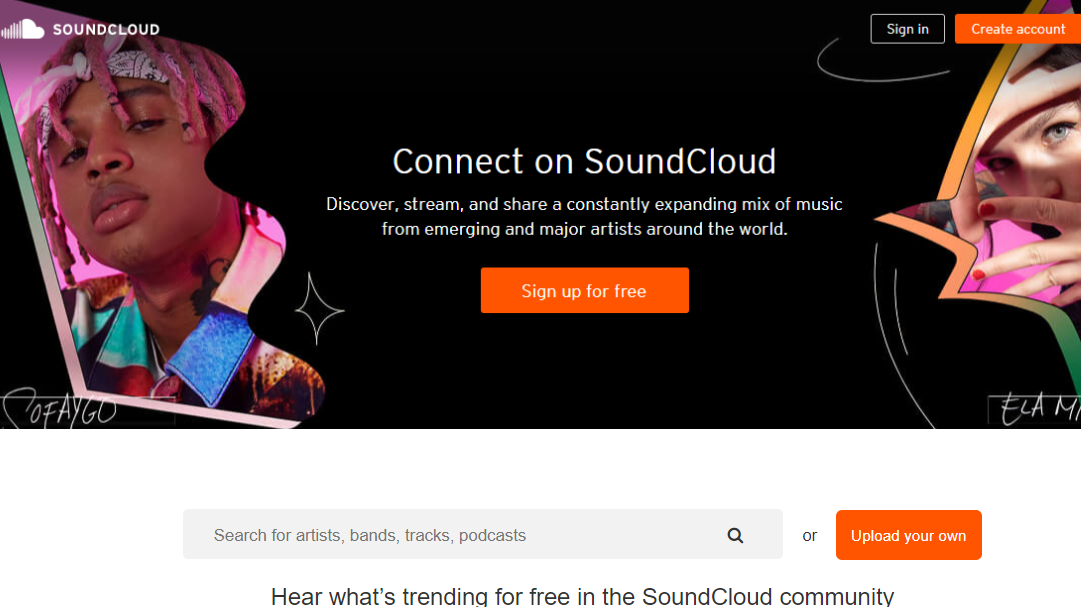 SOUNDCLOUD
Sign in
Create account
Connect on SoundCloud
Discover, stream, and share a constantly expanding mix of music
from emerging and major artists around the world.
Sign up for free
SOFAYGO
ELA
Search for artists, bands, tracks, podcasts
or
Upload your own
Hear what’s trending for free in the SoundCloud community